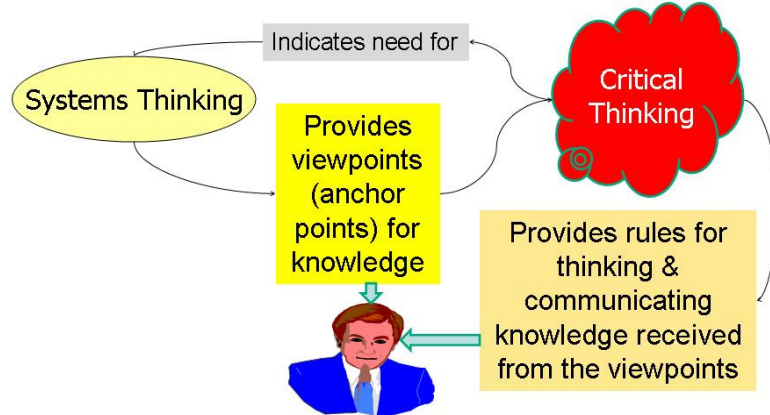 Indicates need for
Systems Thinking
Critical
Thinking
Provides
viewpoints
(anchor
points) for
knowledge
Provides rules for
thinking &
communicating
knowledge received
from the viewpoints